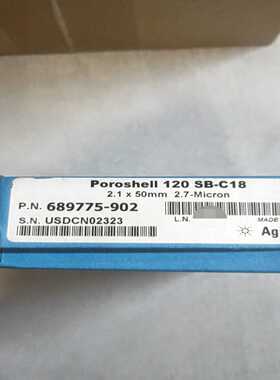 Poroshell 120 SB-C18
2.1 x 50mm 2.7-Micron
P.N. 689775-902
S.N. USDCN02323
L.N.
MADE
Ag